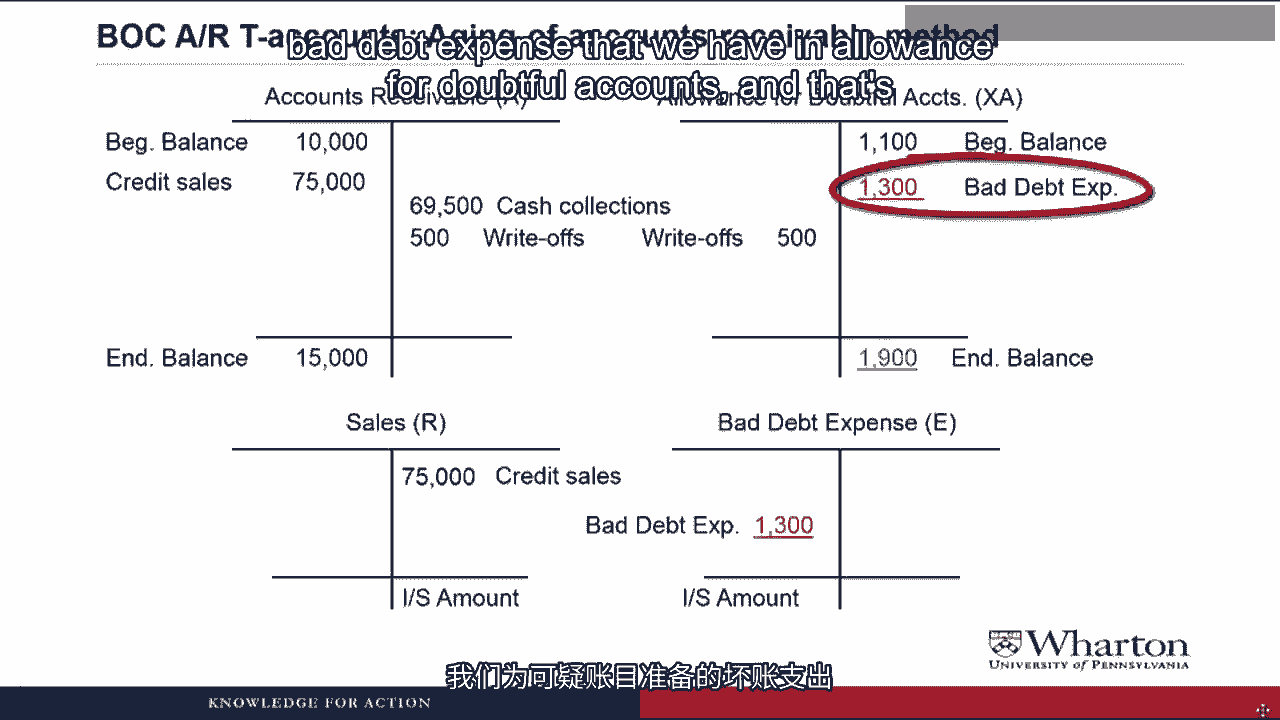 BOC A/R T-accounts: Aging of accounts receivable method
bad debt expense that we have in allowance
for doubtful accounts, and that's
Accounts Receivable (A)
Allowance for Doubtful Accts. (XA)
Beg. Balance 10,000
1,100 Beg. Balance
Credit sales 75,000
1,300 Bad Debt Exp.
69,500 Cash collections
500 Write-offs
Write-offs 500
End. Balance 15,000
1,900 End. Balance
Sales (R)
Bad Debt Expense (E)
75,000 Credit sales
Bad Debt Exp. 1,300
I/S Amount
I/S Amount
Wharton
UNIVERSITY of PENNSYLVANIA
我们为可疑账目准备的坏账支出
KNOWLEDGE FOR ACTION